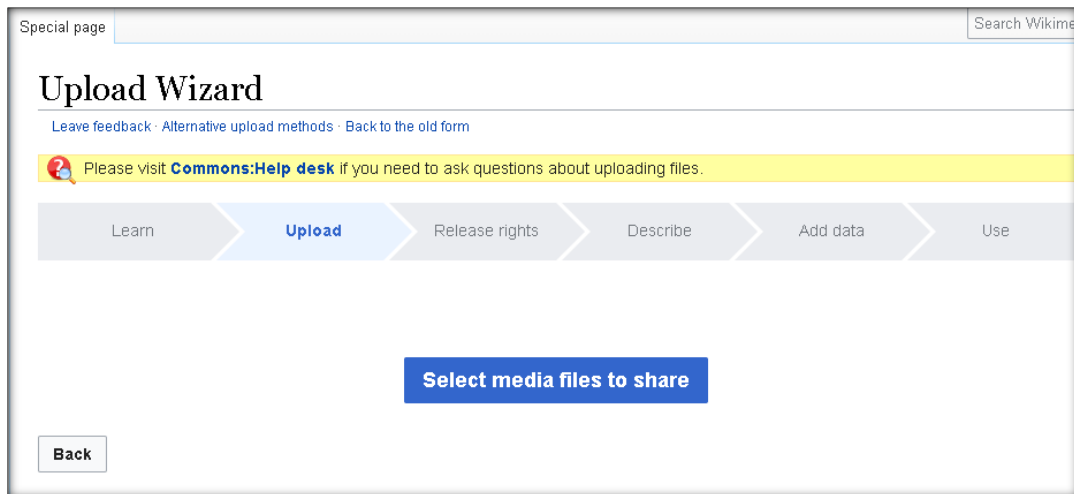 Special page
Search Wikime
Upload Wizard
Leave feedback · Alternative upload methods · Back to the old form
Please visit Commons:Help desk if you need to ask questions about uploading files.
Learn Upload Release rights Describe Add data Use
Select media files to share
Back